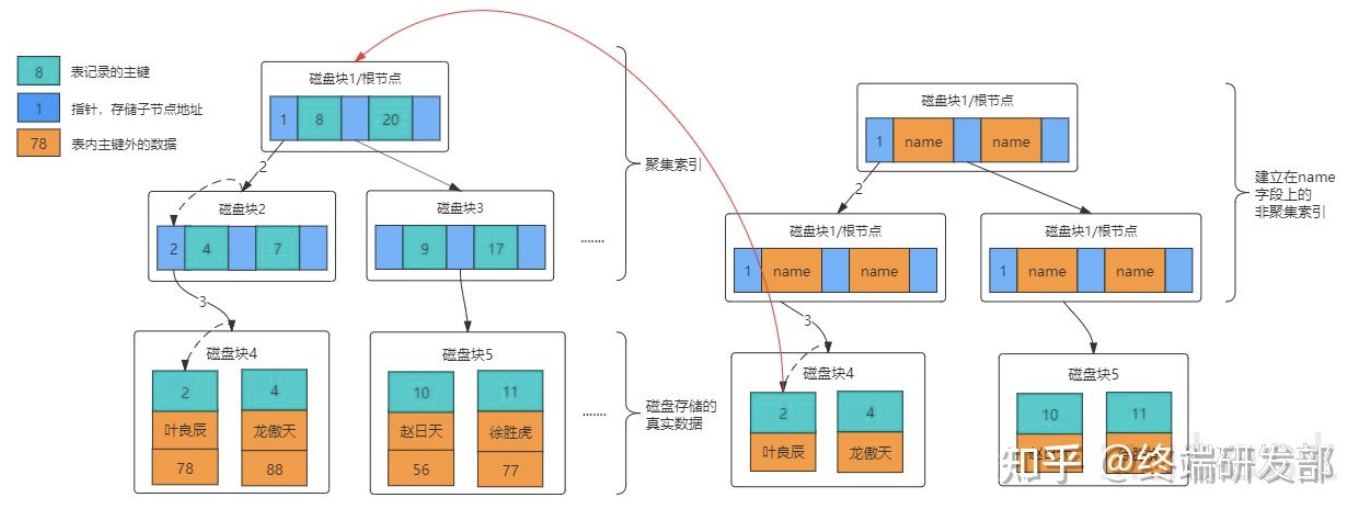 8
表记录的主键
1
指针，存储子节点地址
78
表内主键外的数据
磁盘块1/根节点
1
8
20
2
磁盘块2
2
4
7
磁盘块3
9
17
.......
聚集索引
3
磁盘块4
2
4
叶良辰
龙傲天
78
88
磁盘块5
10
11
赵日天
徐胜虎
56
77
.......
磁盘存储的
真实数据
磁盘块1/根节点
1
name
name
2
磁盘块1/根节点
1
name
name
磁盘块1/根节点
1
name
name
建立在name
字段上的
非聚集索引
3
磁盘块4
2
4
叶良辰
龙傲天
磁盘块5
10
11
知乎 @终端研发部